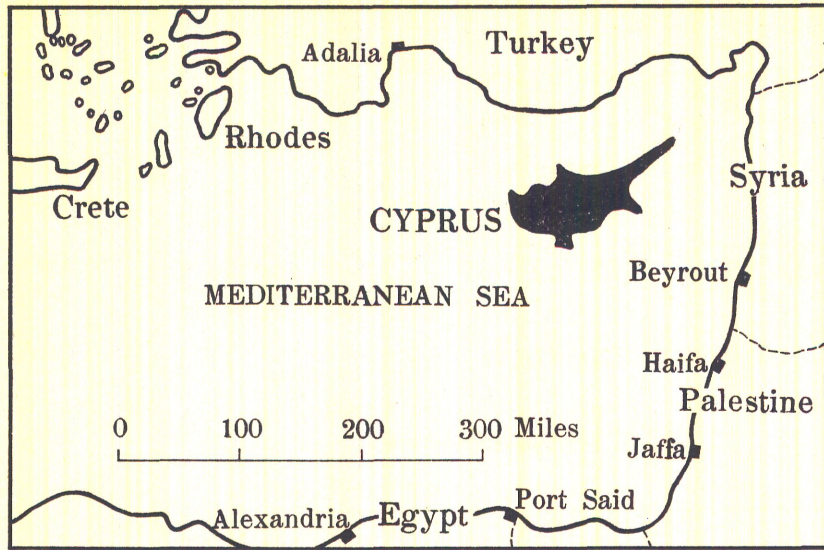 Turkey
Adalia
Rhodes
Crete
Syria
CYPRUS
Beyrout
MEDITERRANEAN SEA
Haifa
Palestine
0 100 200 300 Miles
Jaffa
Port Said
Alexandria
Egypt